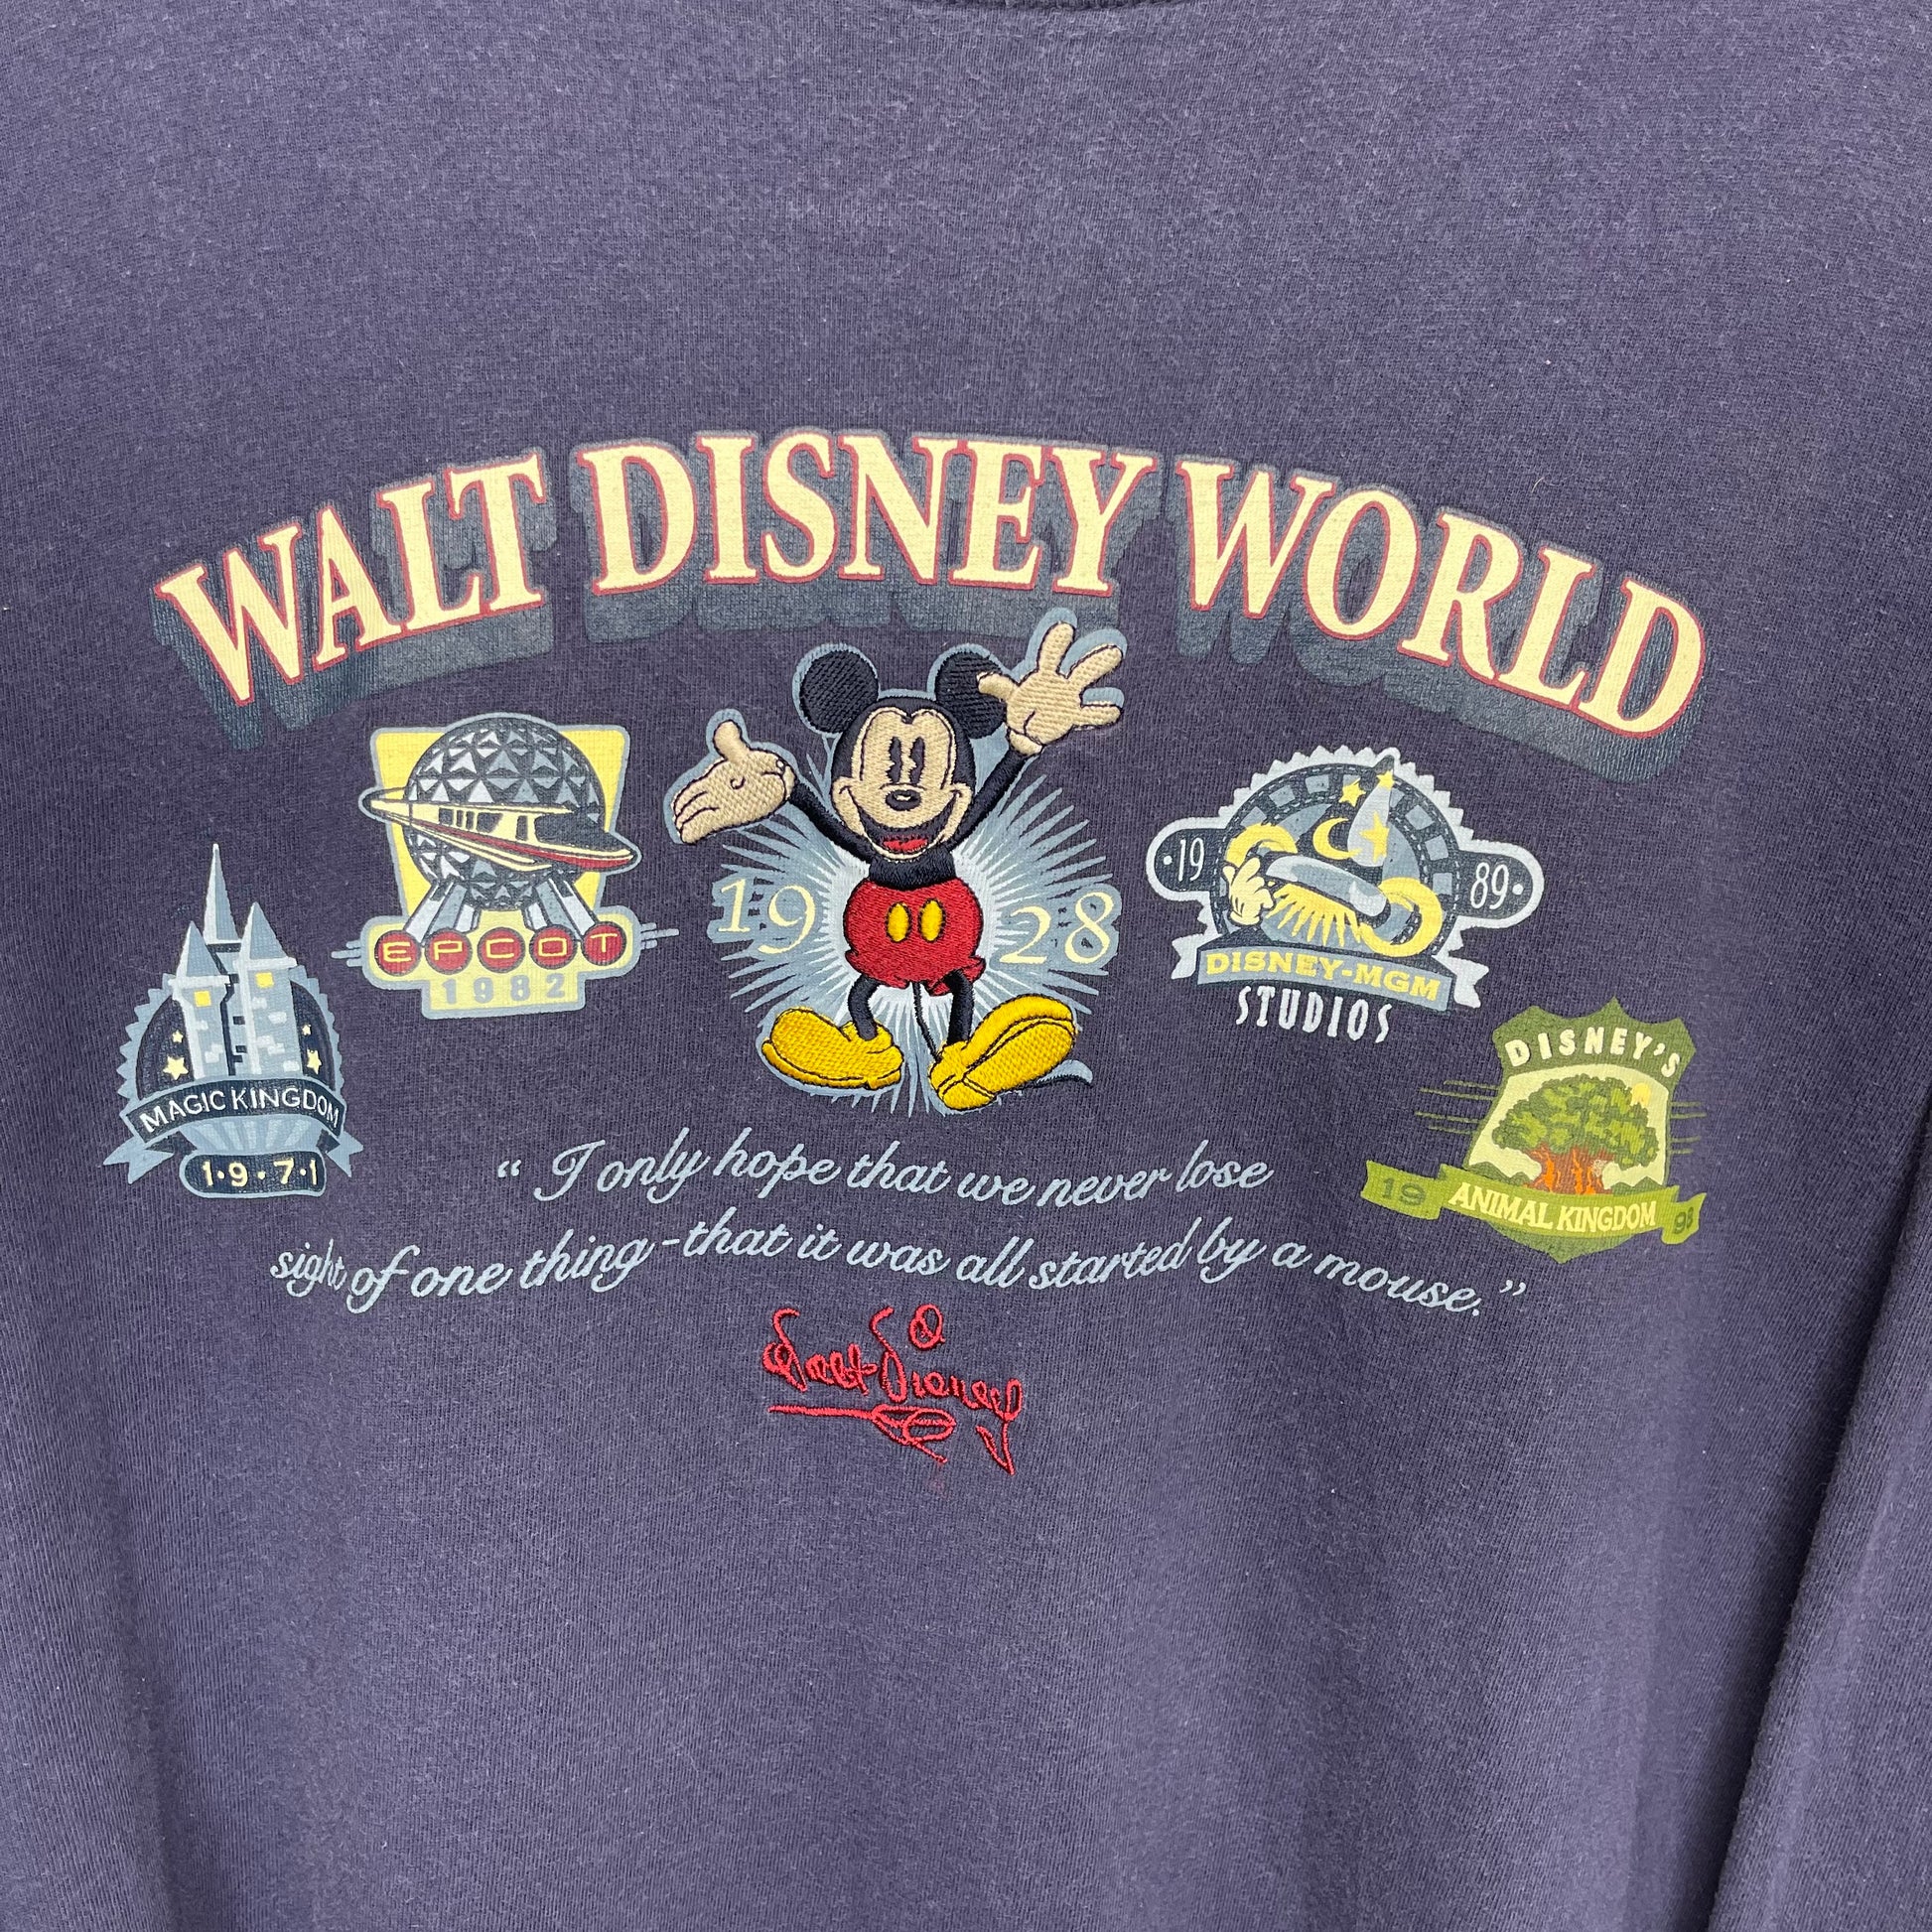 WALT DISNEY WORLD
EPCOT
1982
1928
19 89
DISNEY-MGM
STUDIOS
MAGIC KINGDOM
1·9·7·1
DISNEY'S
19 ANIMAL KINGDOM 98
“I only hope that we never lose
sight of one thing-that it was all started by a mouse.”
Walt Disney